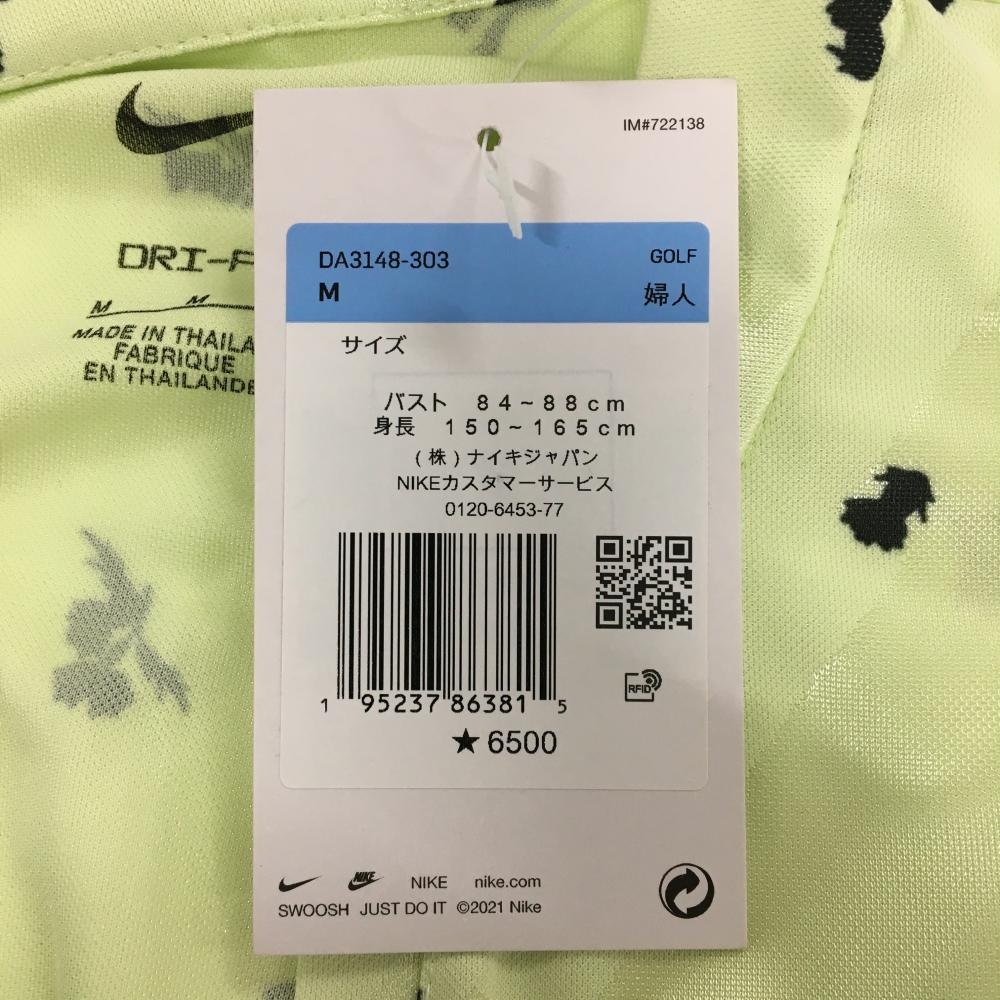 IM#722138
DA3148-303 GOLF
M 婦人
サイズ
バスト 84~88cm
身長 150~165cm
(株)ナイキジャパン
NIKEカスタマーサービス
0120-6453-77
RFID
1 95237 86381 5
★6500
NIKE NIKE nike.com
SWOOSH JUST DO IT ©2021 Nike
DRI-F
M M
MADE IN THAILA
FABRIQUE
EN THAILANDE